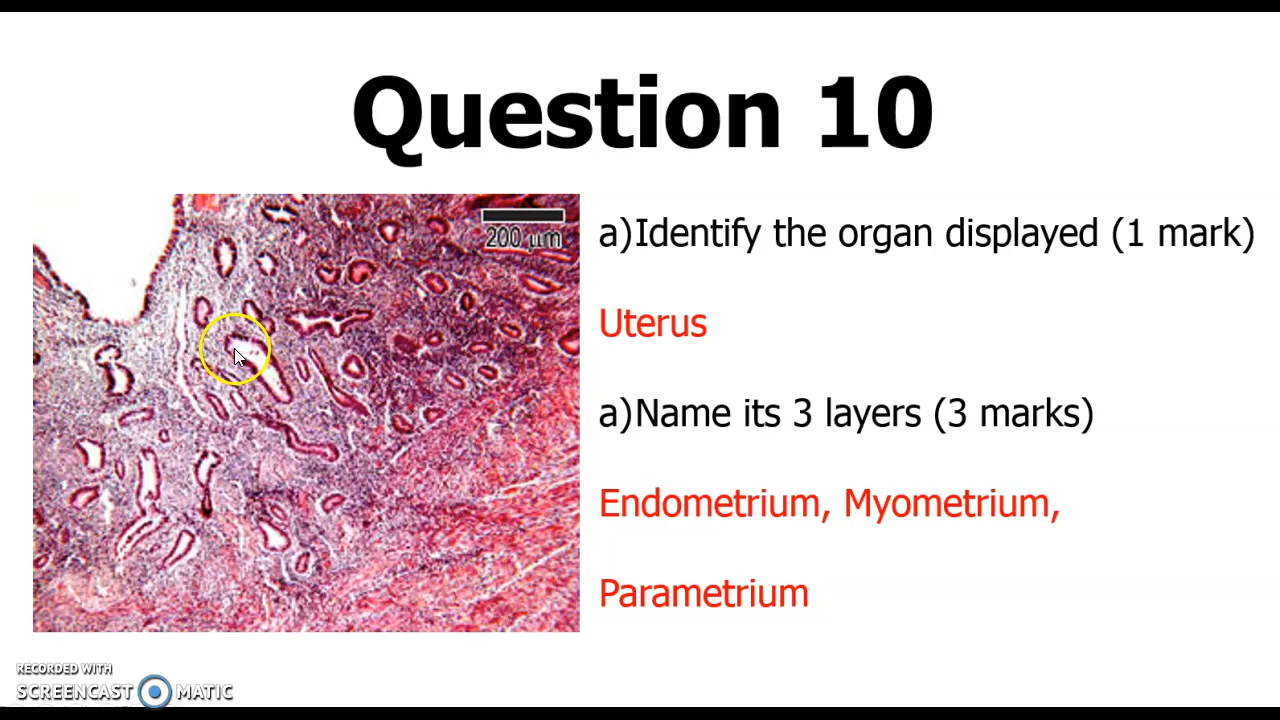 Question 10
200 µm
a)Identify the organ displayed (1 mark)
Uterus
a)Name its 3 layers (3 marks)
Endometrium, Myometrium,
Parametrium
RECORDED WITH
SCREENCAST MATIC